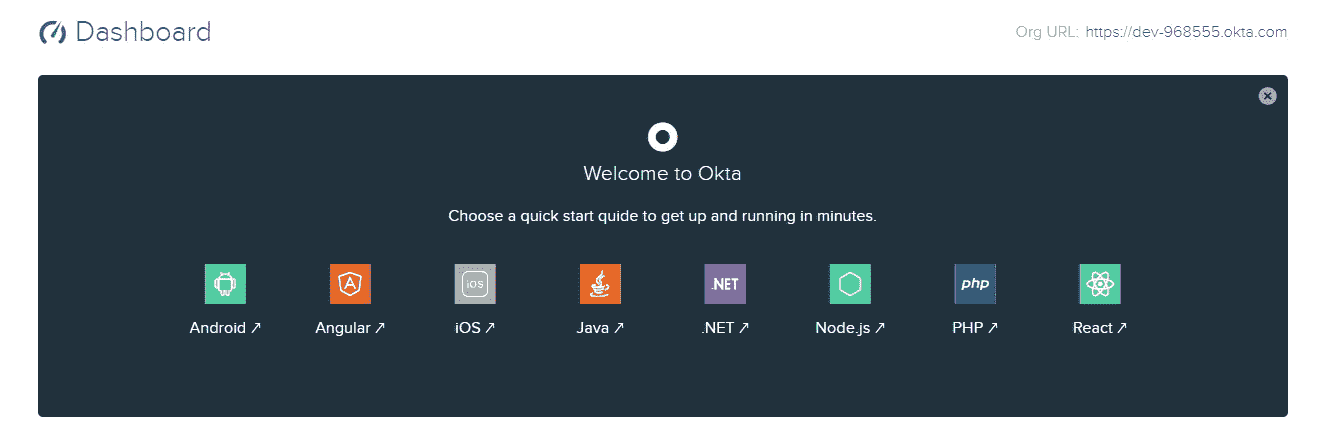 Dashboard
Org URL: https://dev-968555.okta.com
Welcome to Okta
Choose a quick start quide to get up and running in minutes.
iOS .NET php
Android ↗ Angular ↗ iOS ↗ Java ↗ .NET ↗ Node.js ↗ PHP ↗ React ↗